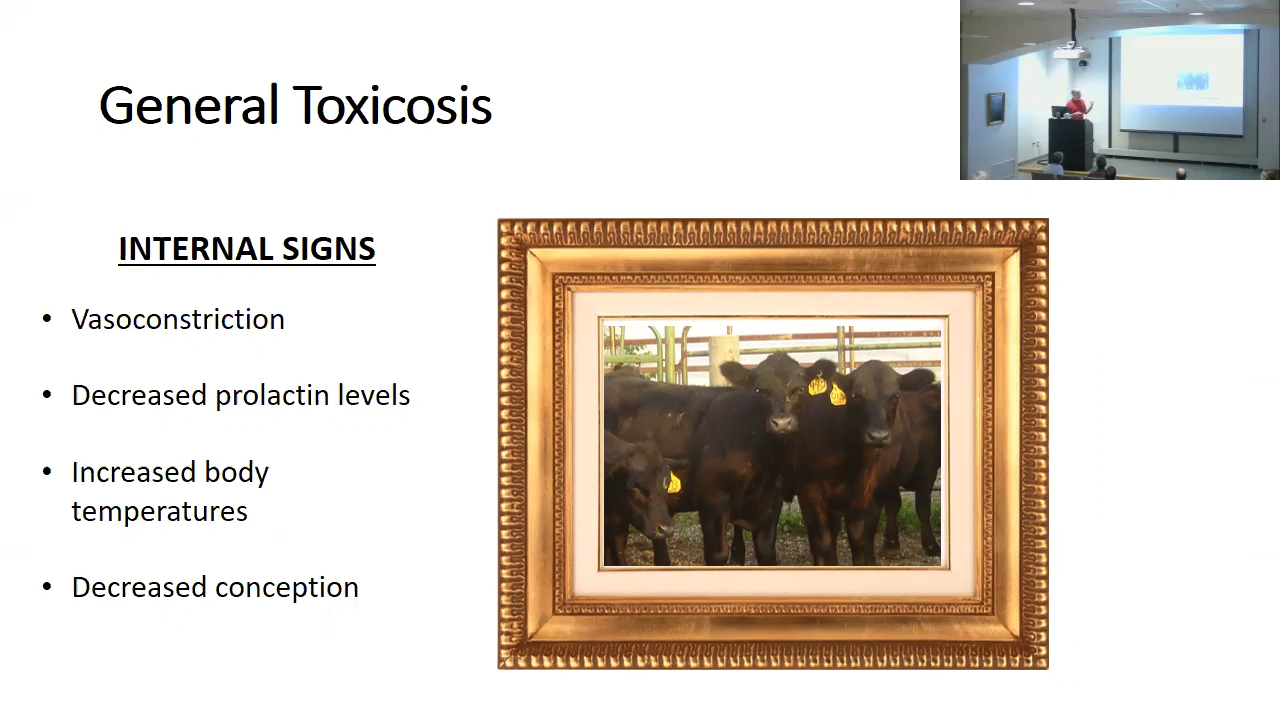 General Toxicosis
INTERNAL SIGNS
• Vasoconstriction
• Decreased prolactin levels
• Increased body
temperatures
• Decreased conception